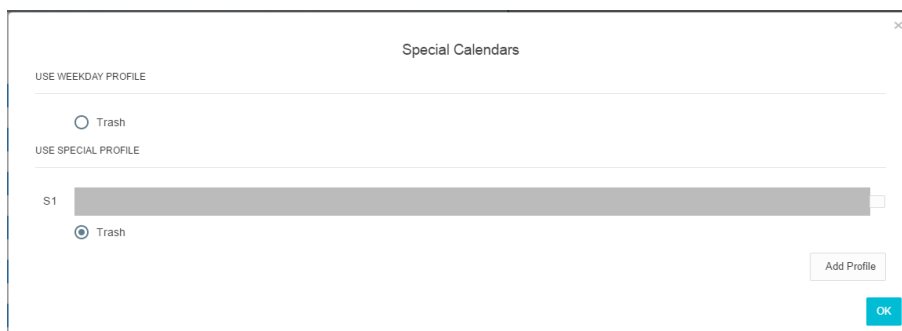 Special Calendars
USE WEEKDAY PROFILE
Trash
USE SPECIAL PROFILE
S1
Trash
Add Profile
OK